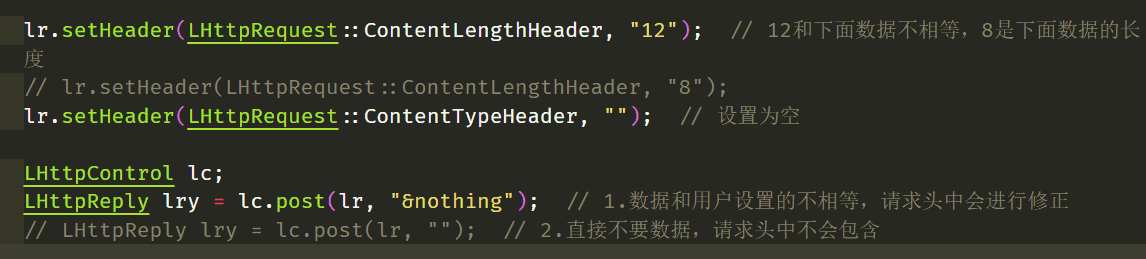 lr.setHeader(LHttpRequest::ContentLengthHeader, "12");  // 12和下面数据不相等，8是下面数据的长
度
// lr.setHeader(LHttpRequest::ContentLengthHeader, "8");
lr.setHeader(LHttpRequest::ContentTypeHeader, "");  // 设置为空
LHttpControl lc;
LHttpReply lry = lc.post(lr, "&nothing");  // 1.数据和用户设置的不相等，请求头中会进行修正
// LHttpReply lry = lc.post(lr, "");  // 2.直接不要数据，请求头中不会包含